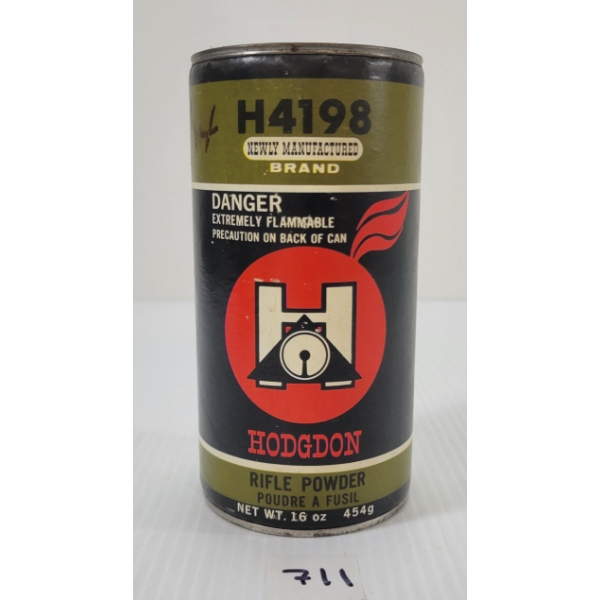 H4198
NEWLY MANUFACTURED
BRAND
DANGER
EXTREMELY FLAMMABLE
PRECAUTION ON BACK OF CAN
H
HODGDON
RIFLE POWDER
POUDRE A FUSIL
NET WT. 16 oz 454g
711